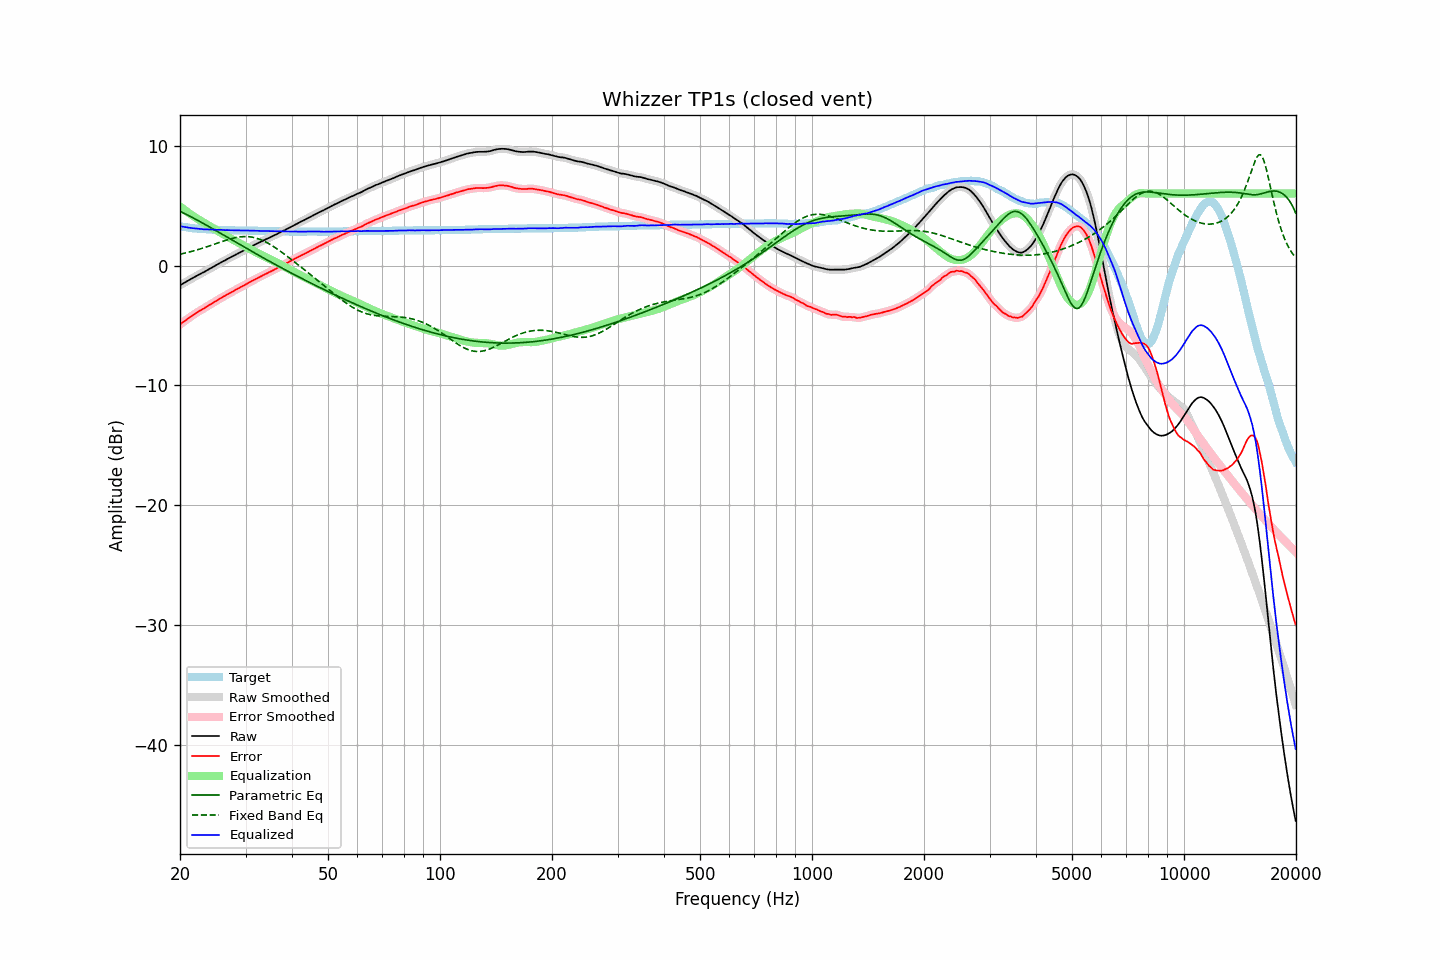 Whizzer TP1s (closed vent)
Amplitude (dBr)
10
0
−10
−20
−30
−40
Target
Raw Smoothed
Error Smoothed
Raw
Error
Equalization
Parametric Eq
Fixed Band Eq
Equalized
20 50 100 200 500 1000 2000 5000 10000 20000
Frequency (Hz)